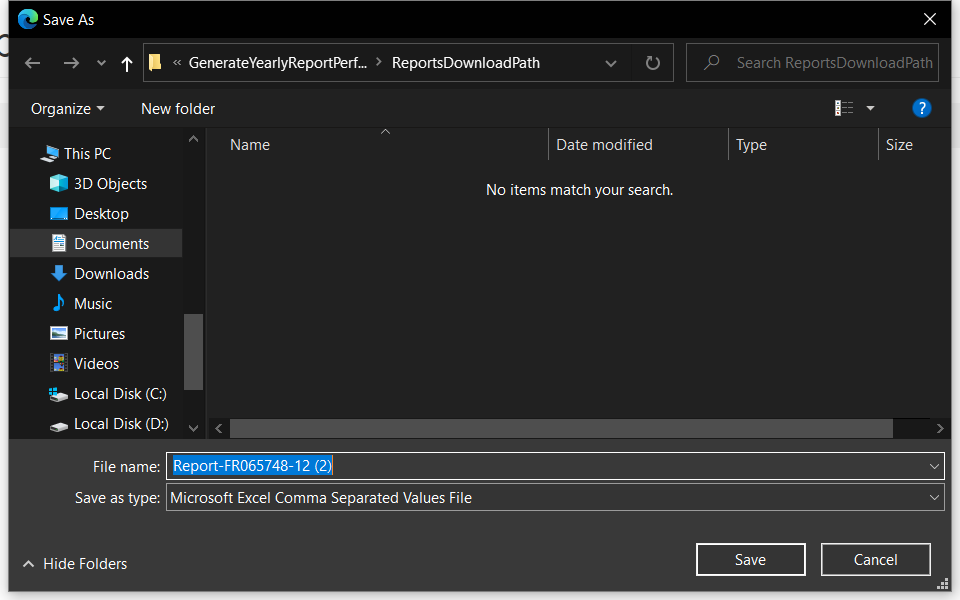 Save As
« GenerateYearlyReportPerf... > ReportsDownloadPath
Search ReportsDownloadPath
Organize
New folder
?
This PC
3D Objects
Desktop
Documents
Downloads
Music
Pictures
Videos
Local Disk (C:)
Local Disk (D:)
Name
Date modified
Type
Size
No items match your search.
File name: Report-FR065748-12 (2)
Save as type: Microsoft Excel Comma Separated Values File
Hide Folders
Save
Cancel